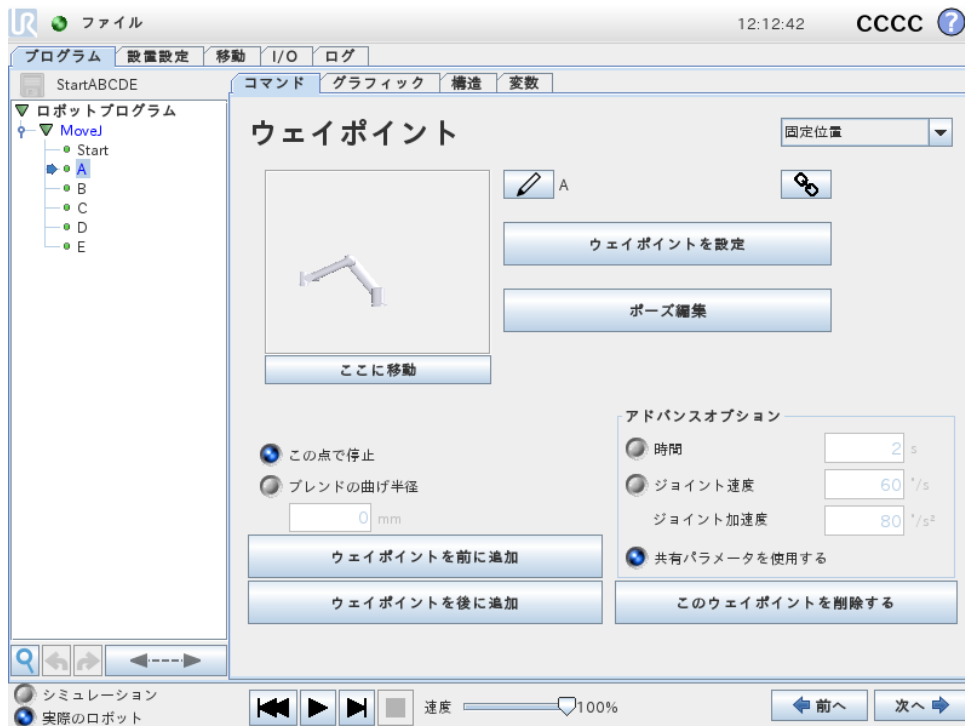 UR ファイル 12:12:42 CCCC ?
プログラム 設置設定 移動 I/O ログ
StartABCDE
コマンド グラフィック 構造 変数
ロボットプログラム
MoveJ
Start
A
B
C
D
E
ウェイポイント
固定位置
A
ウェイポイントを設定
ポーズ編集
ここに移動
この点で停止
ブレンドの曲げ半径
0 mm
アドバンスオプション
時間 2 s
ジョイント速度 60 °/s
ジョイント加速度 80 °/s²
共有パラメータを使用する
ウェイポイントを前に追加
ウェイポイントを後に追加
このウェイポイントを削除する
シミュレーション
実際のロボット
速度 100%
前へ 次へ